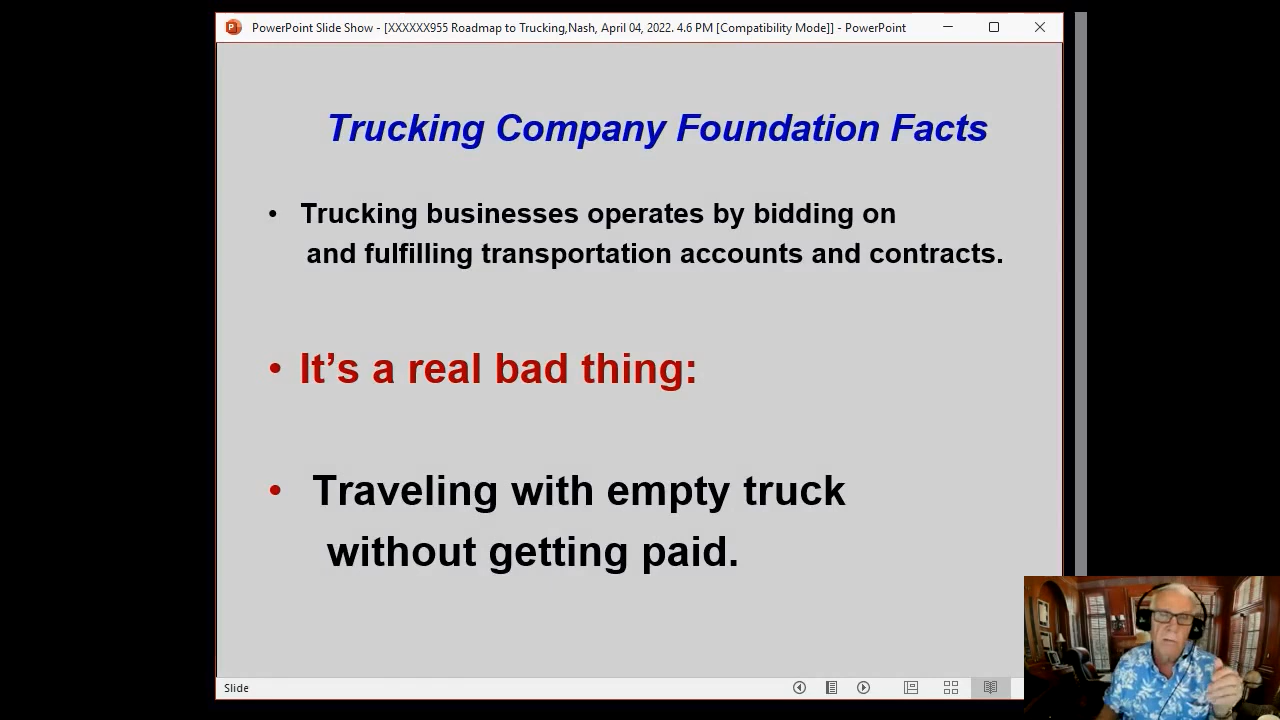 PowerPoint Slide Show - [XXXXXX955 Roadmap to Trucking,Nash, April 04, 2022. 4.6 PM [Compatibility Mode]] - PowerPoint
Trucking Company Foundation Facts
• Trucking businesses operates by bidding on
and fulfilling transportation accounts and contracts.
• It’s a real bad thing:
• Traveling with empty truck
without getting paid.
Slide